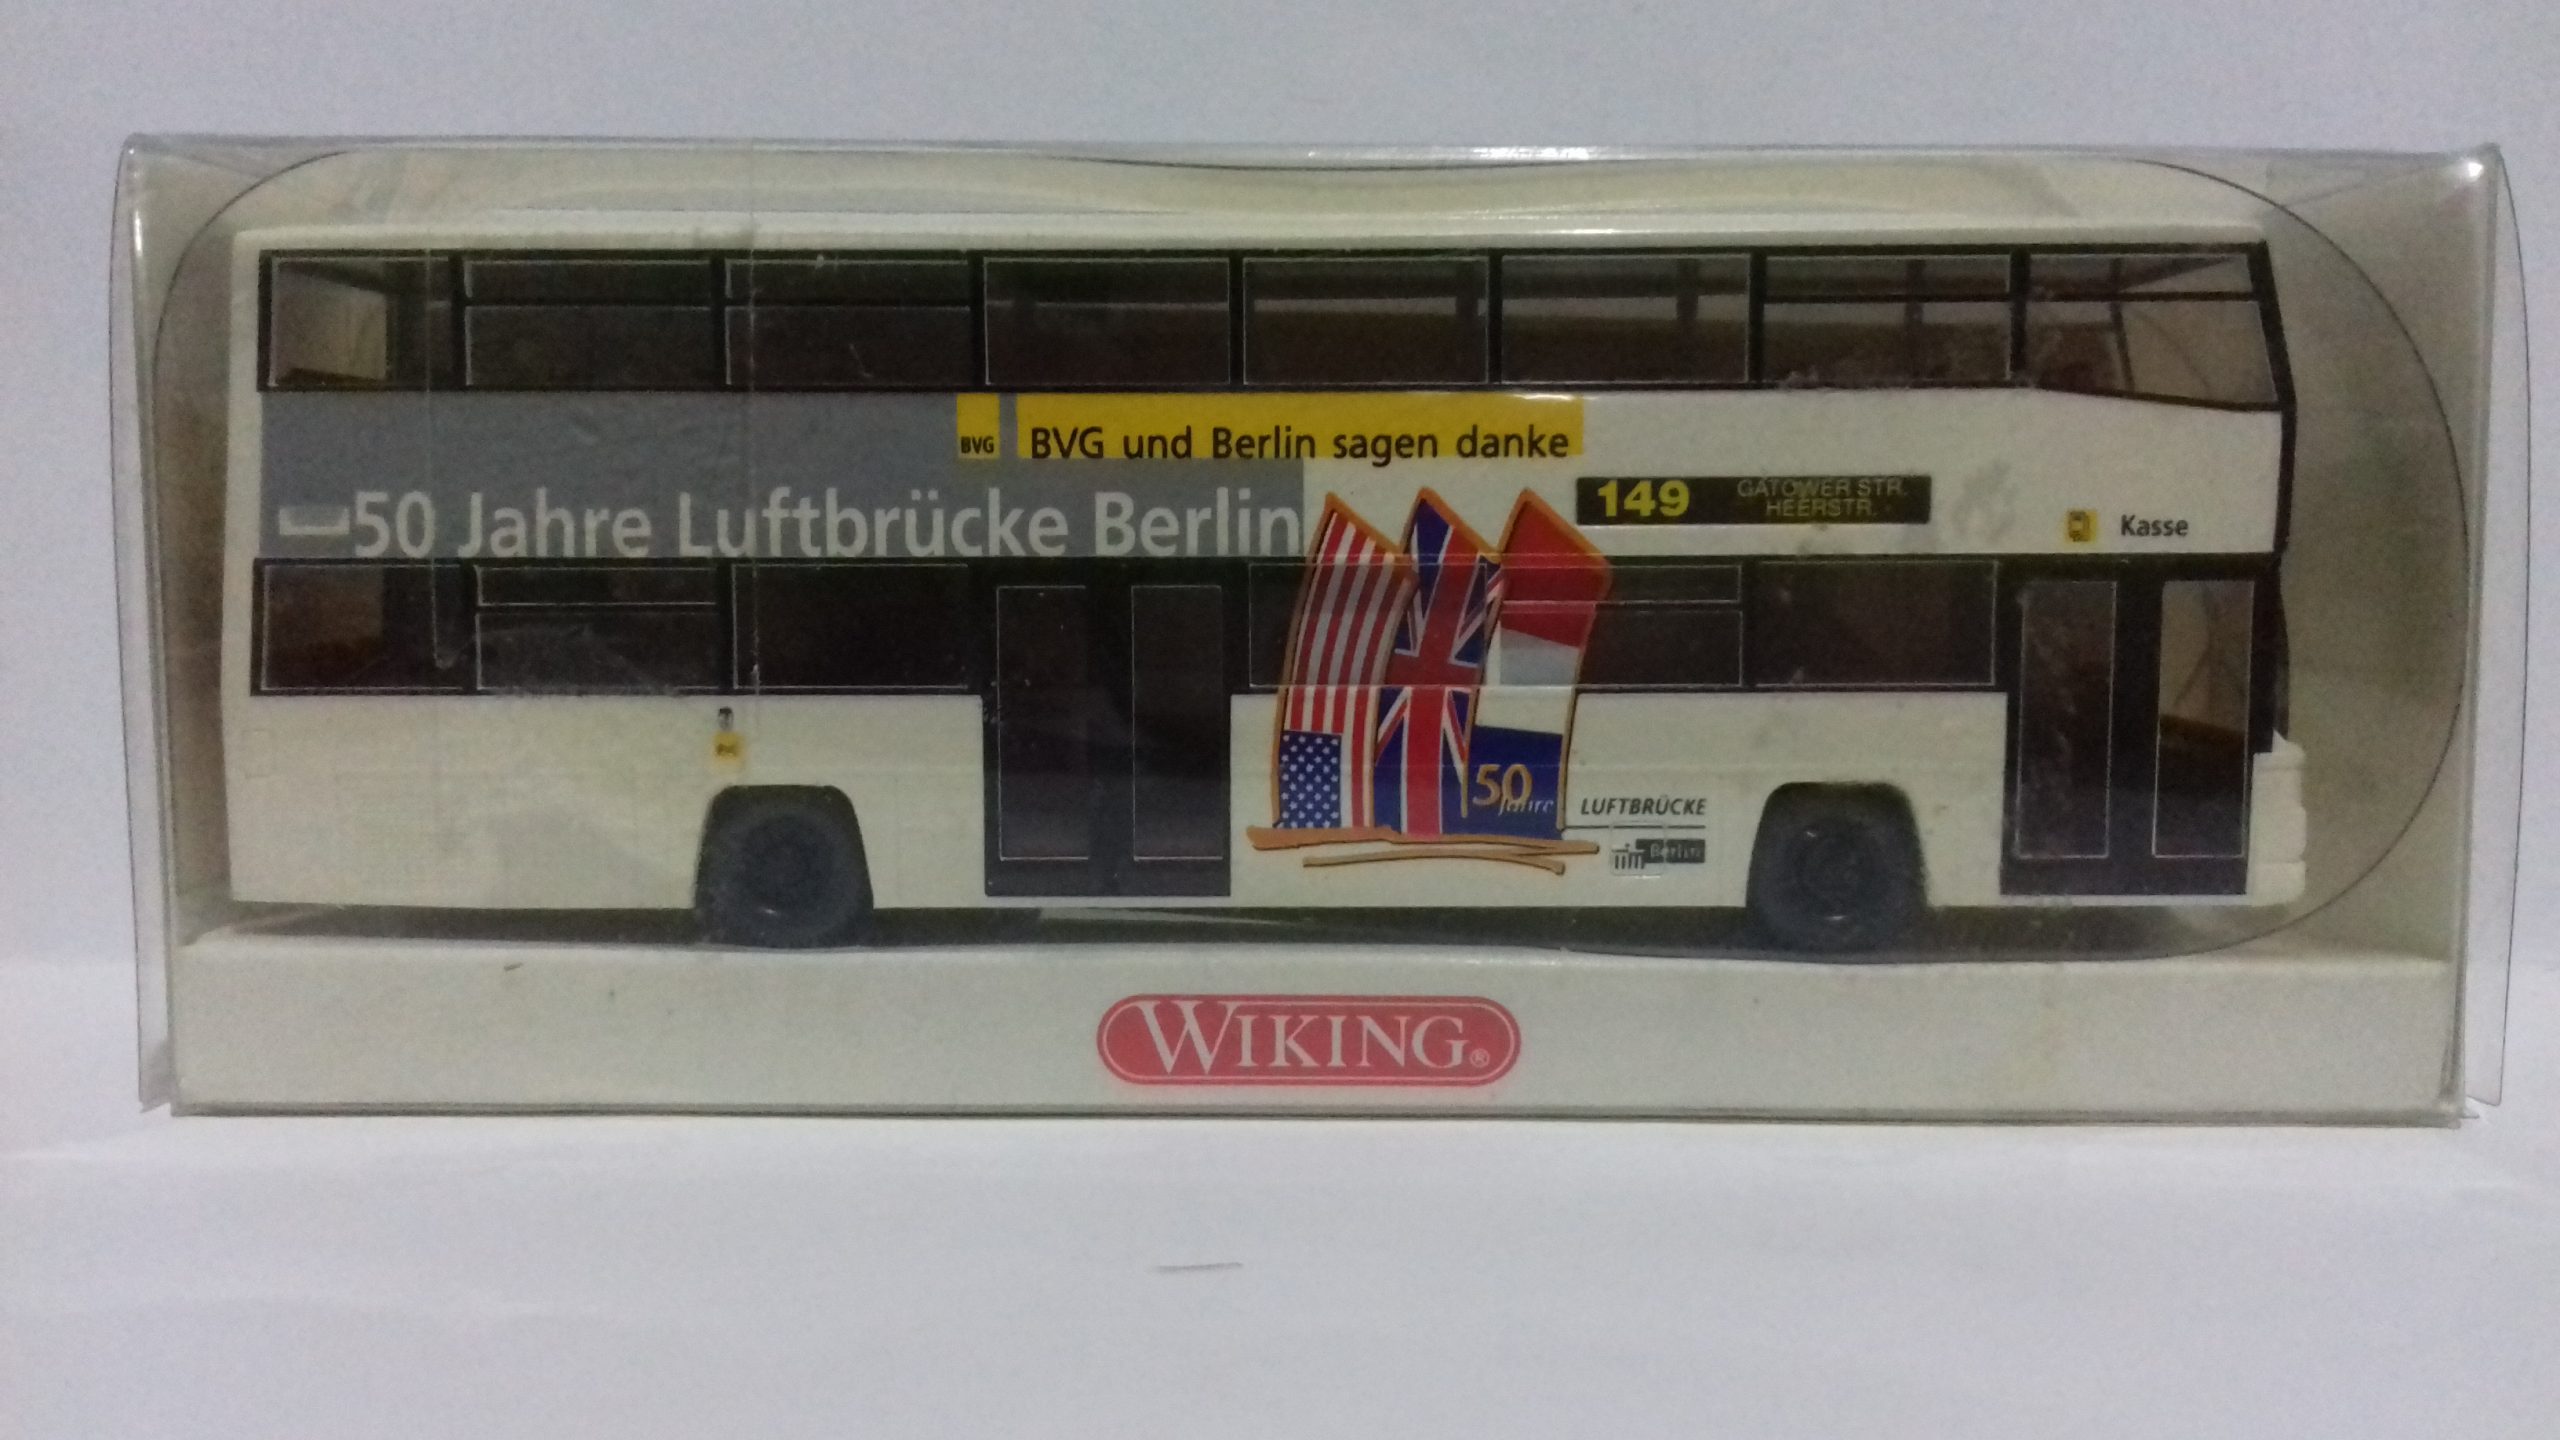 BVG
BVG und Berlin sagen danke
50 Jahre Luftbrücke Berlin
149
GATOWER STR.
HEERSTR.
Kasse
50
Jahre
LUFTBRÜCKE
Berlin
WIKING®